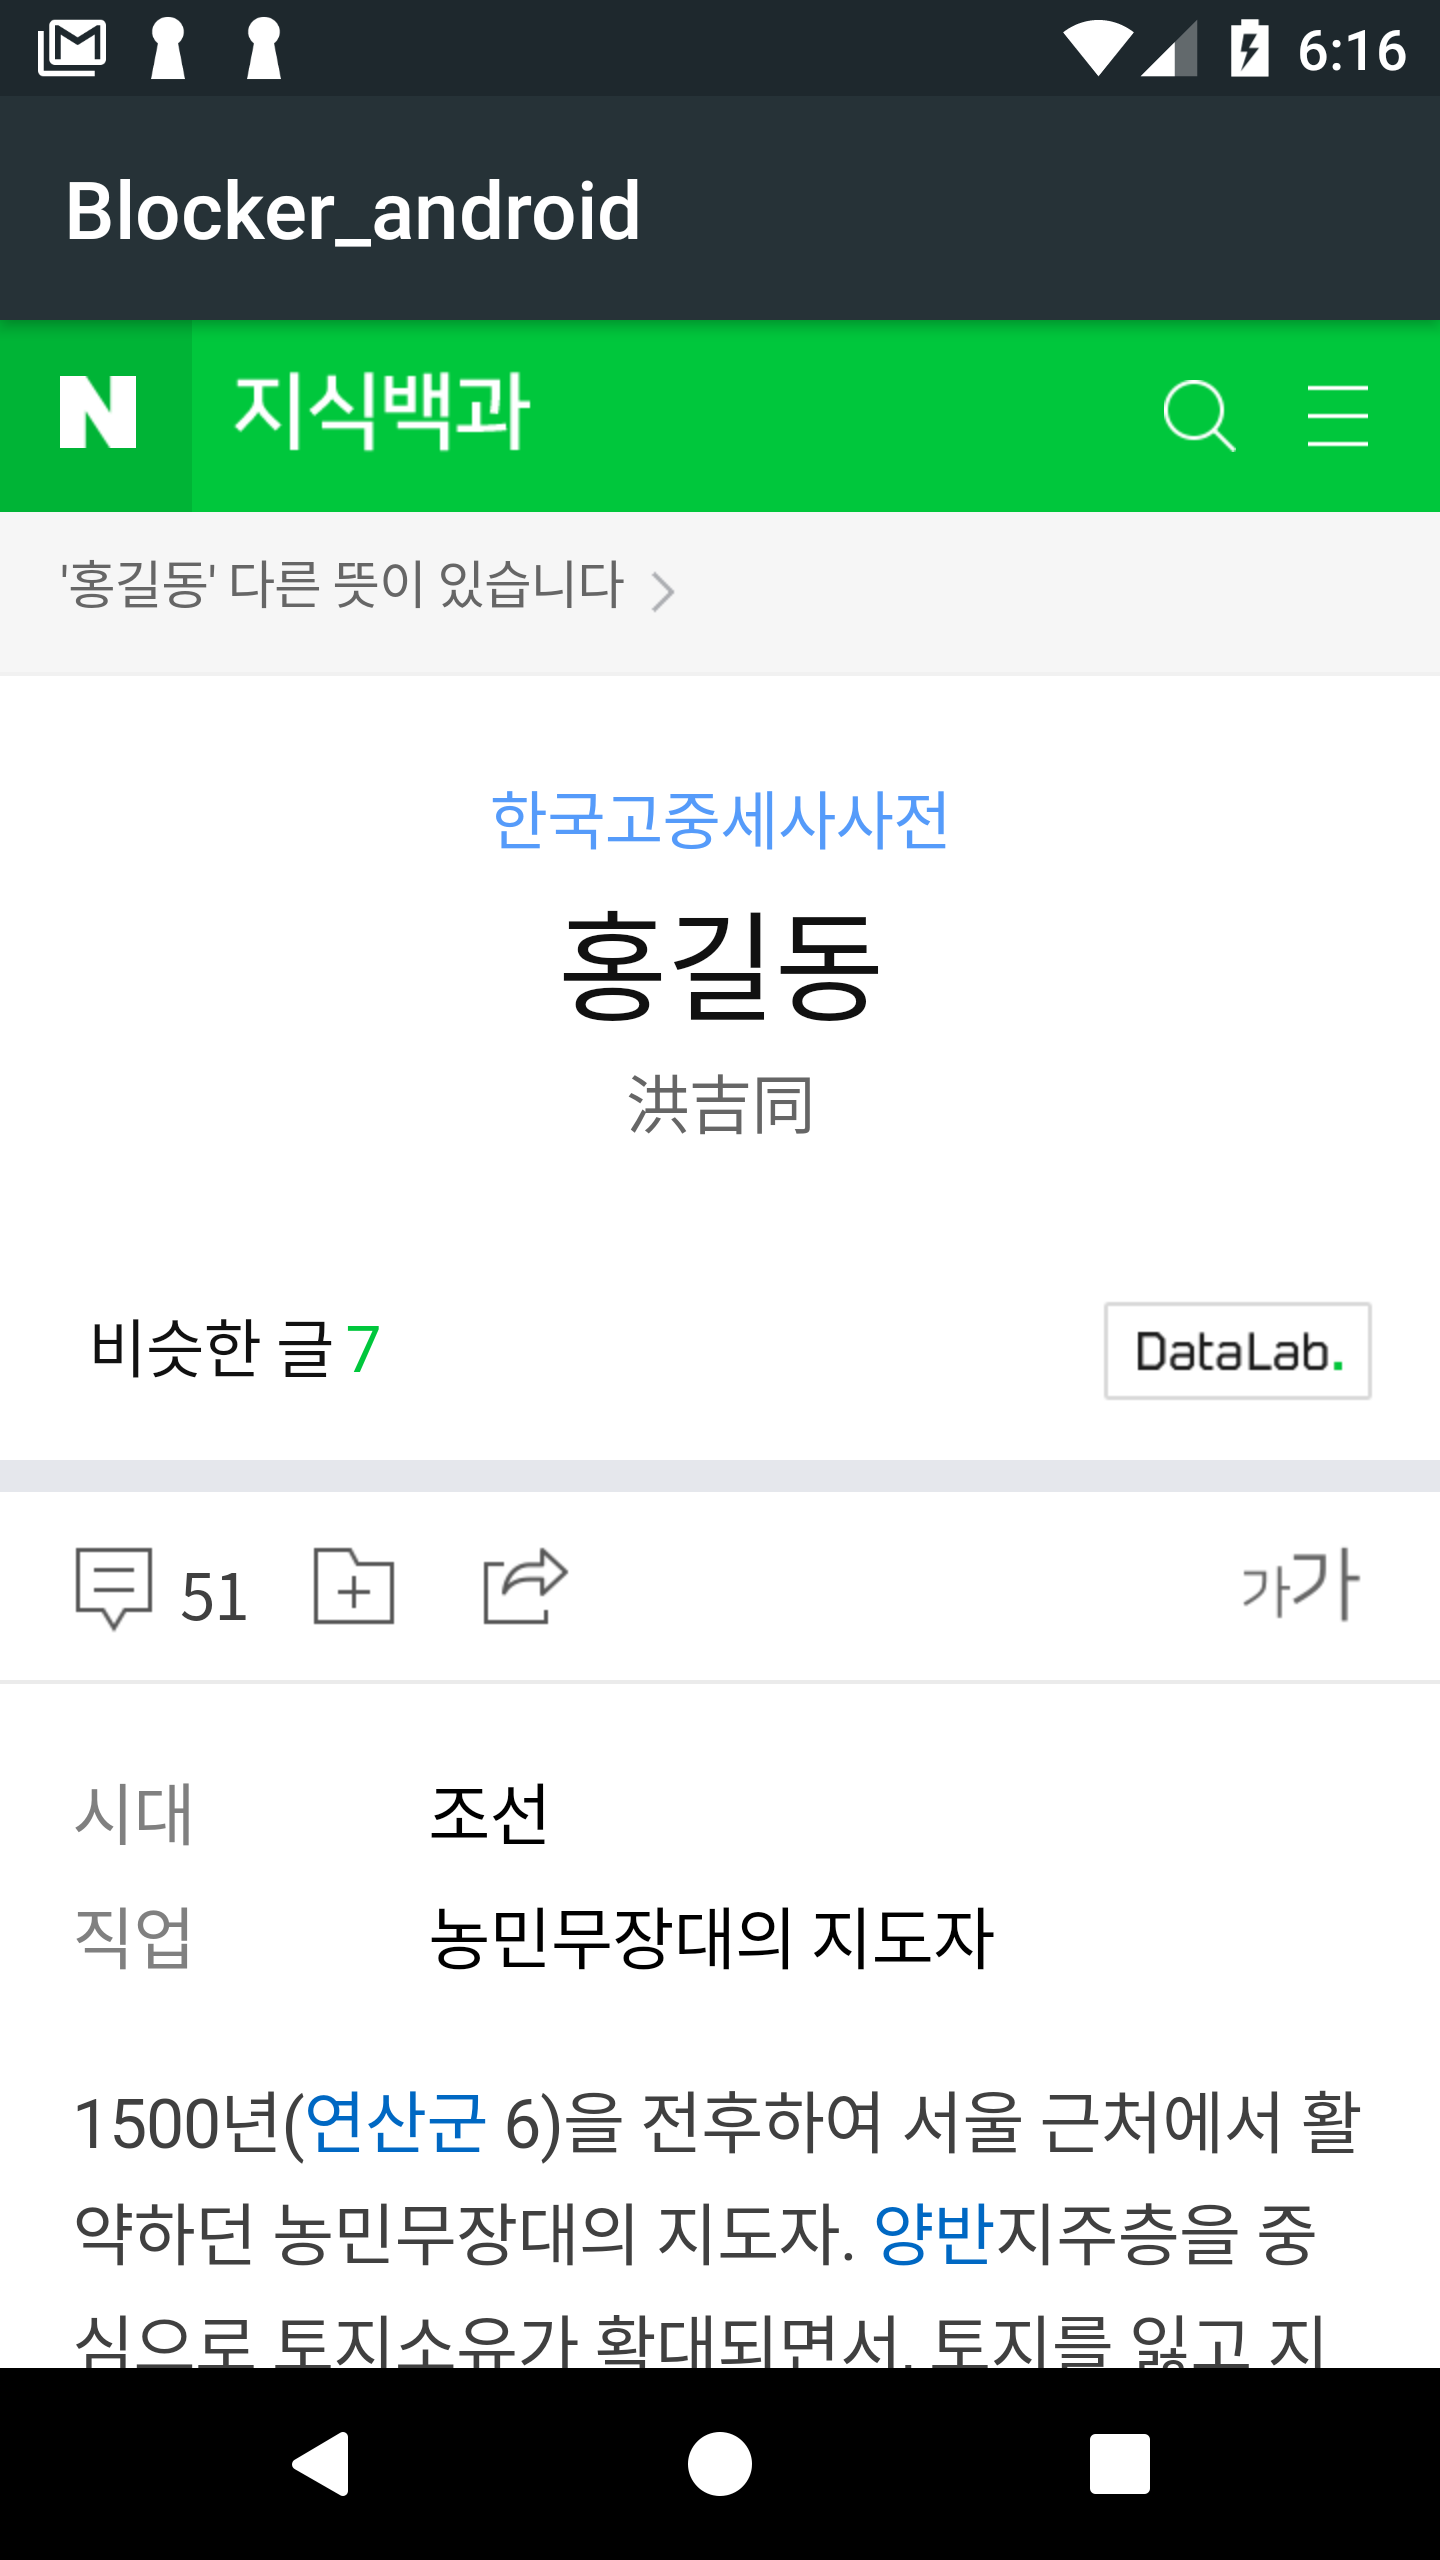 6:16
Blocker_android
N 지식백과
'홍길동' 다른 뜻이 있습니다
한국고중세사사전
홍길동
洪吉同
비슷한 글 7
DataLab.
51
가가
시대 조선
직업 농민무장대의 지도자
1500년(연산군 6)을 전후하여 서울 근처에서 활
약하던 농민무장대의 지도자. 양반지주층을 중
심으로 토지소유가 확대되면서, 토지를 잃고 지